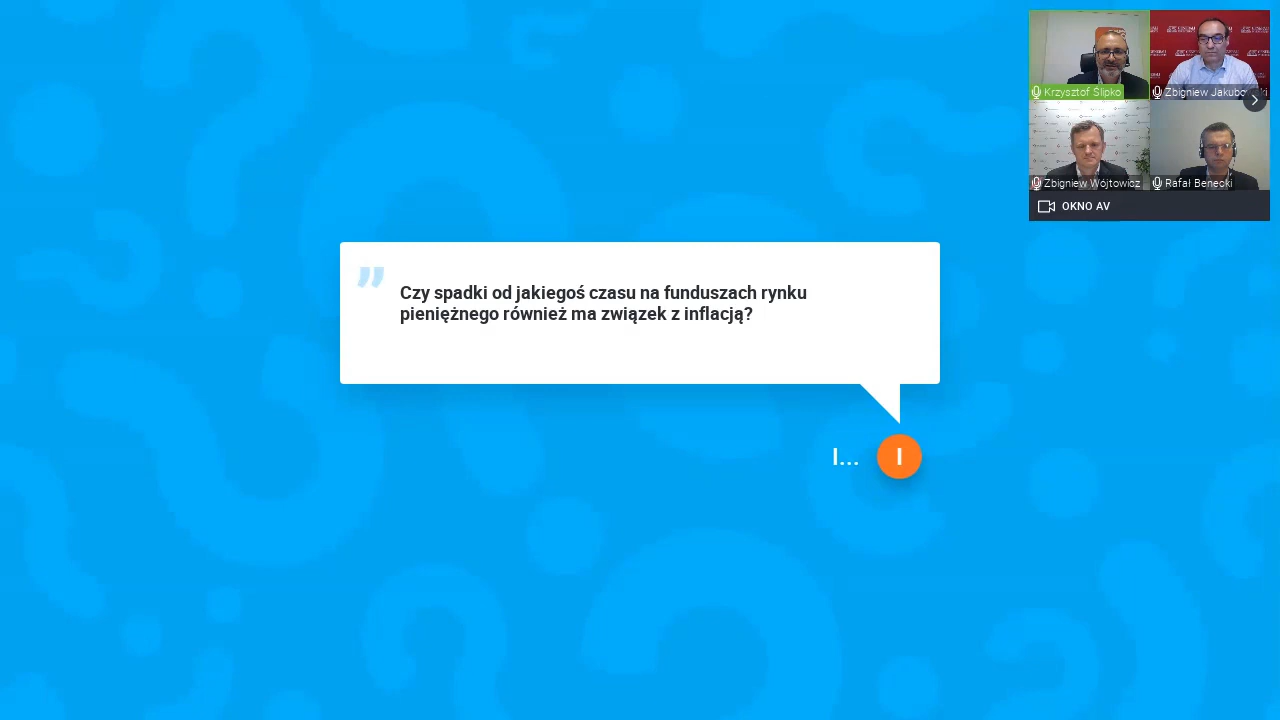 Krzysztof Ślipko
Zbigniew Jakubo
Zbigniew Wójtowicz
Rafał Benecki
OKNO AV
” Czy spadki od jakiegoś czasu na funduszach rynku
pieniężnego również ma związek z inflacją?
I... I